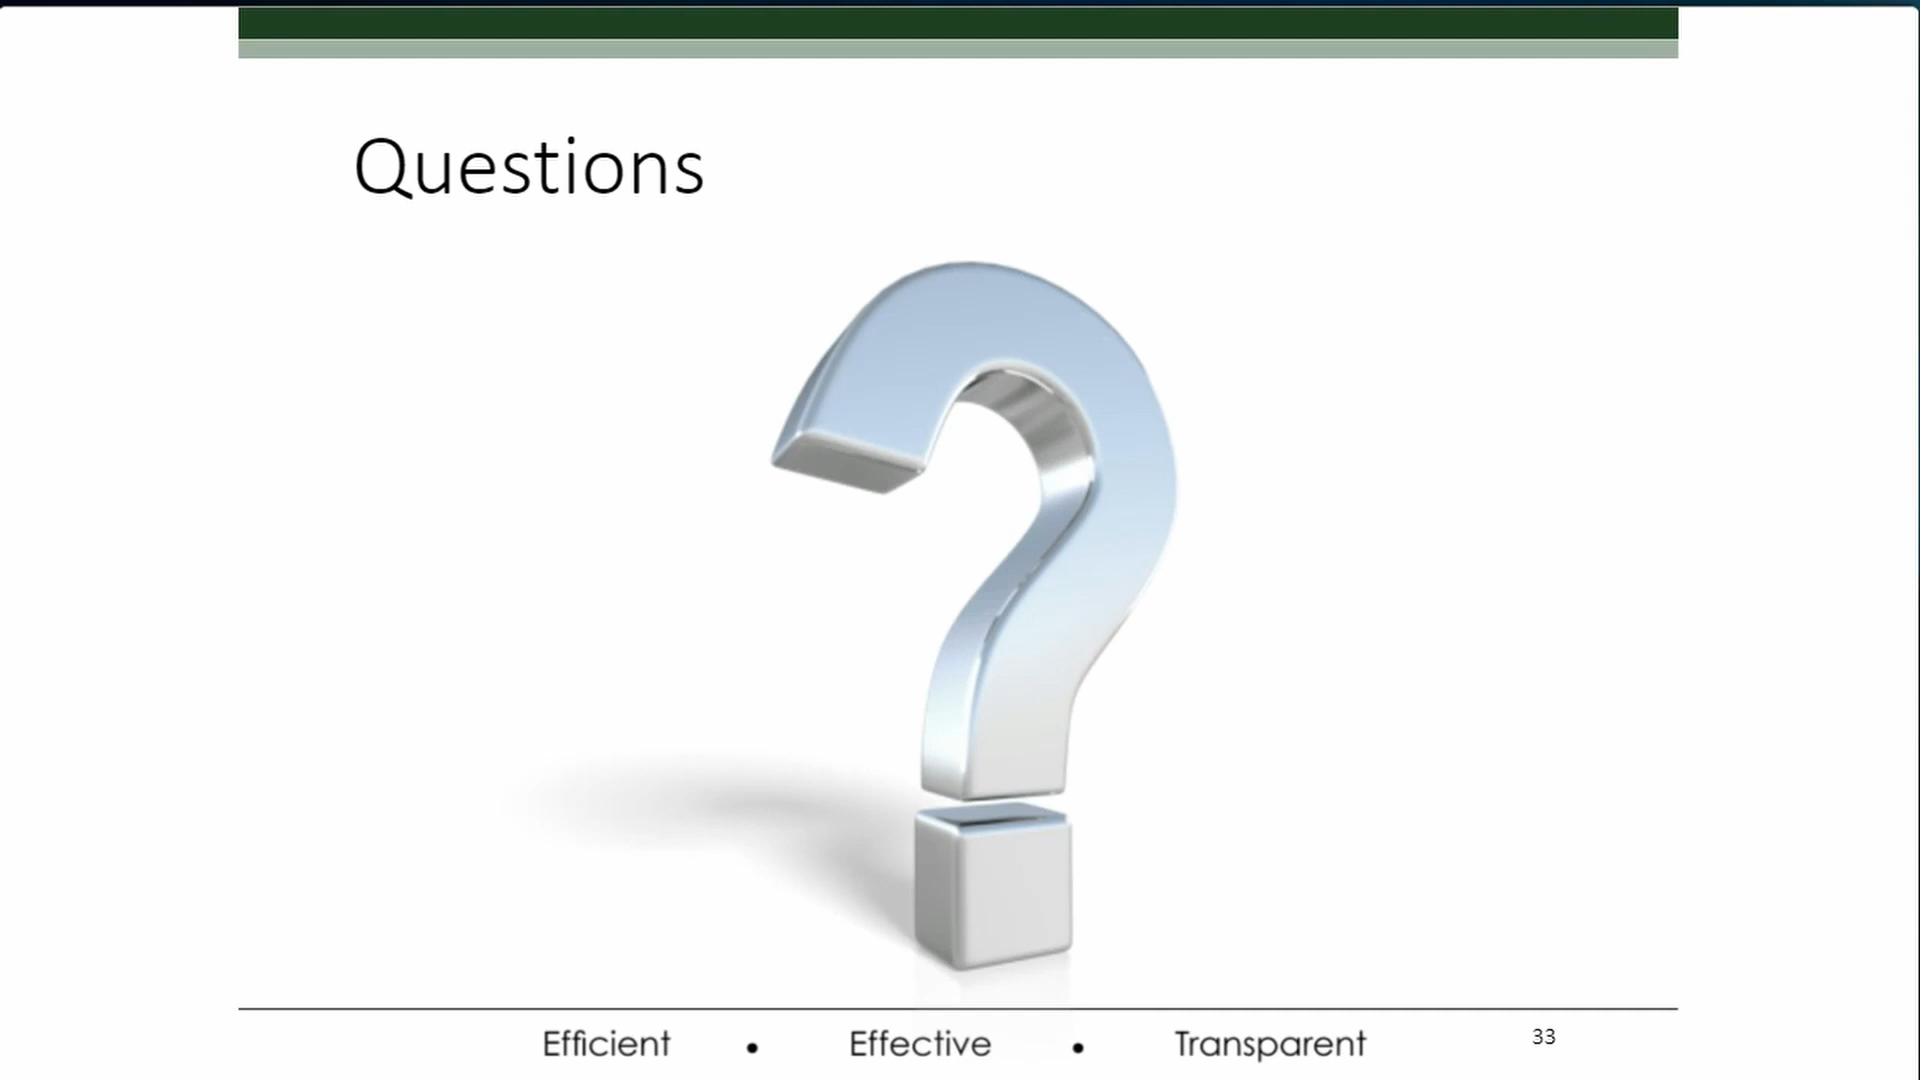 Questions
Efficient • Effective • Transparent 33